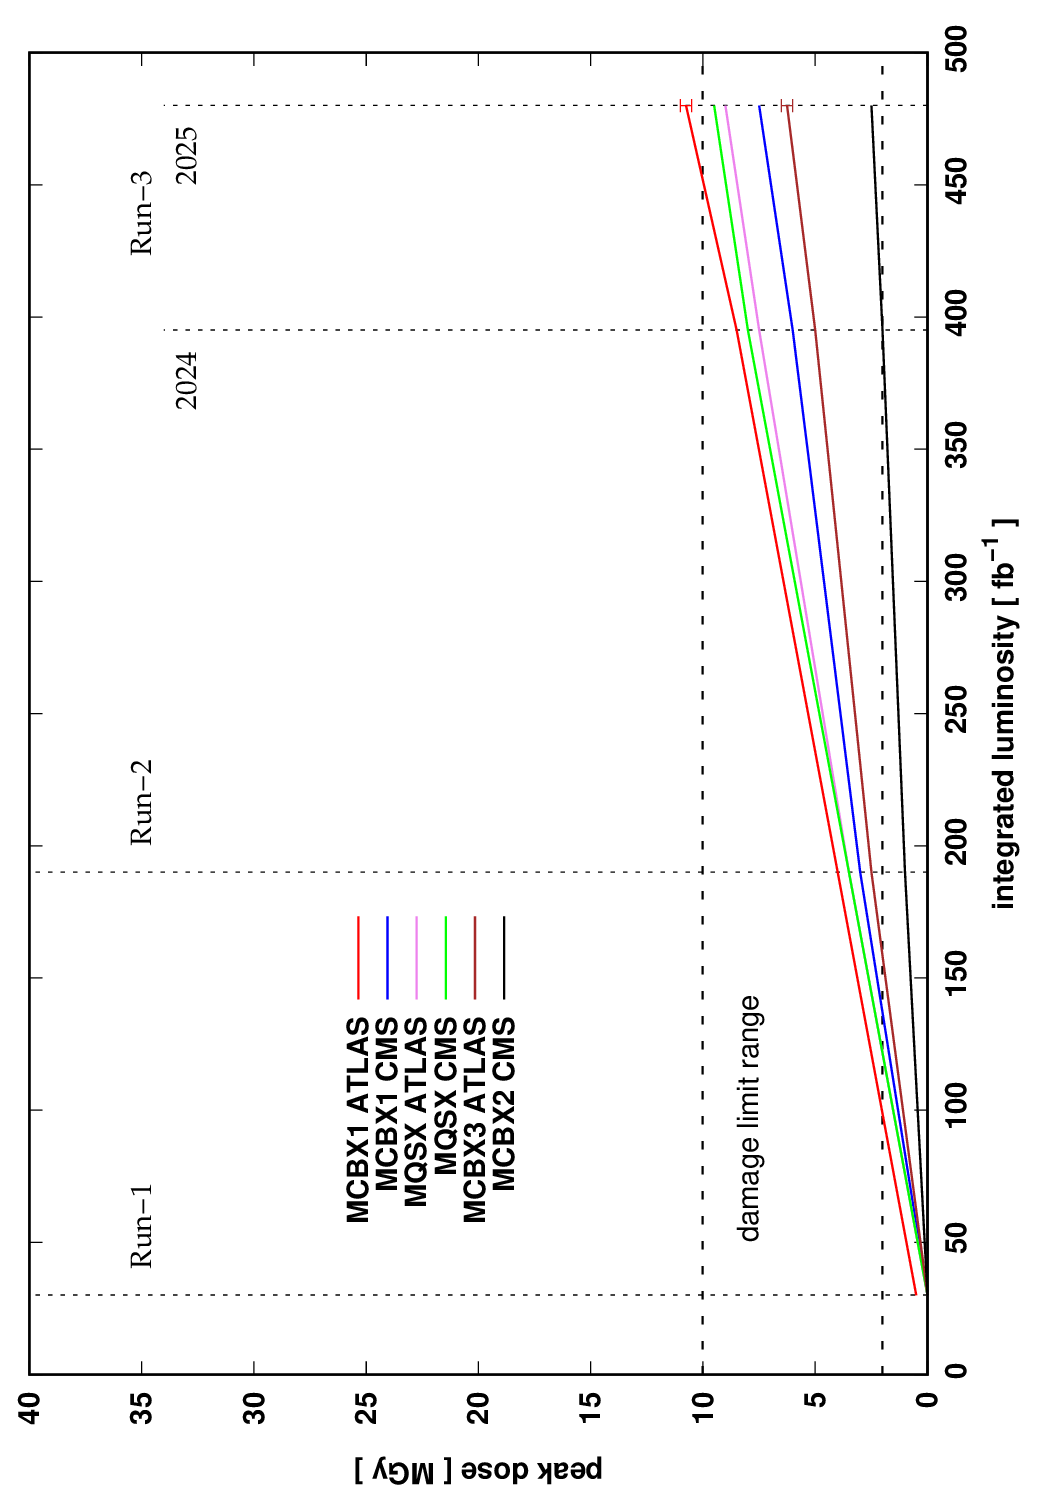 Run−1
Run−2
Run−3
2024
2025
MCBX1 ATLAS
MCBX1 CMS
MQSX ATLAS
MQSX CMS
MCBX3 ATLAS
MCBX2 CMS
damage limit range
peak dose [ MGy ]
40
35
30
25
20
15
10
5
0
0
50
100
150
200
250
300
350
400
450
500
integrated luminosity [ fb⁻¹ ]